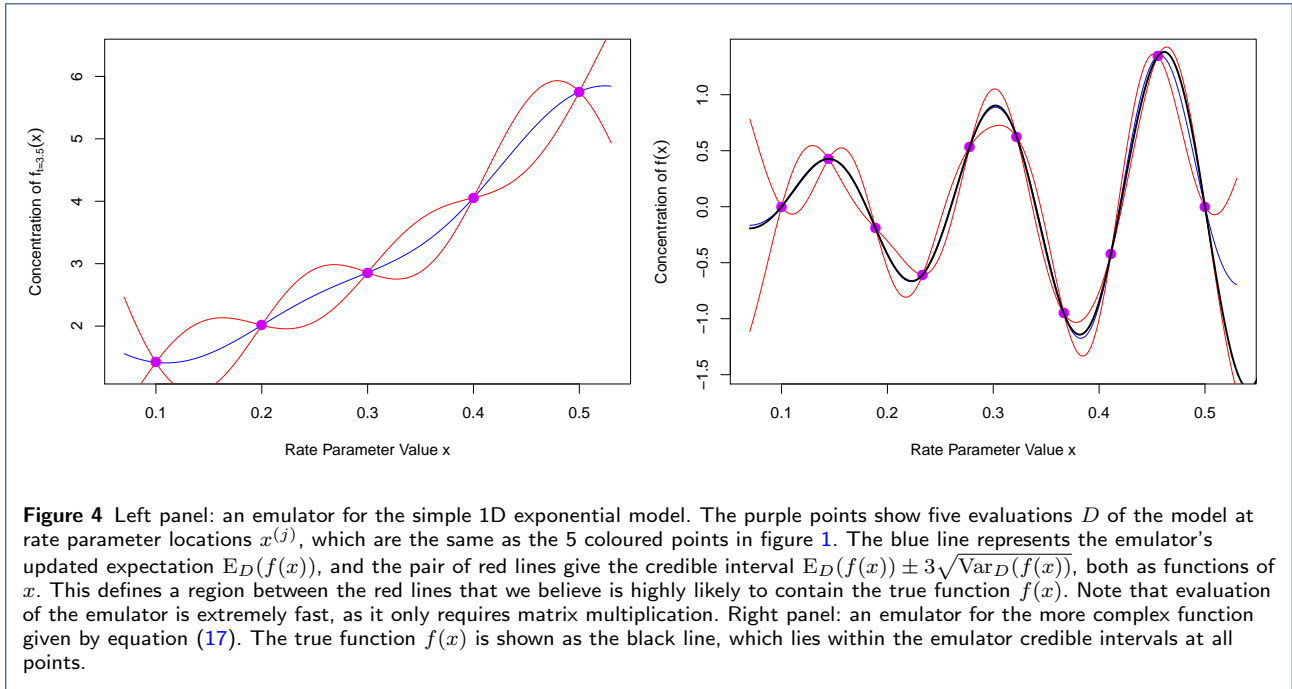 Concentration of f_{t=3.5}(x)
6
5
4
3
2
0.1 0.2 0.3 0.4 0.5
Rate Parameter Value x
Concentration of f(x)
1.0
0.5
0.0
−0.5
−1.0
−1.5
0.1 0.2 0.3 0.4 0.5
Rate Parameter Value x
Figure 4 Left panel: an emulator for the simple 1D exponential model. The purple points show five evaluations D of the model at
rate parameter locations x^{(j)}, which are the same as the 5 coloured points in figure 1. The blue line represents the emulator's
updated expectation E_D(f(x)), and the pair of red lines give the credible interval E_D(f(x)) ± 3√Var_D(f(x)), both as functions of
x. This defines a region between the red lines that we believe is highly likely to contain the true function f(x). Note that evaluation
of the emulator is extremely fast, as it only requires matrix multiplication. Right panel: an emulator for the more complex function
given by equation (17). The true function f(x) is shown as the black line, which lies within the emulator credible intervals at all
points.